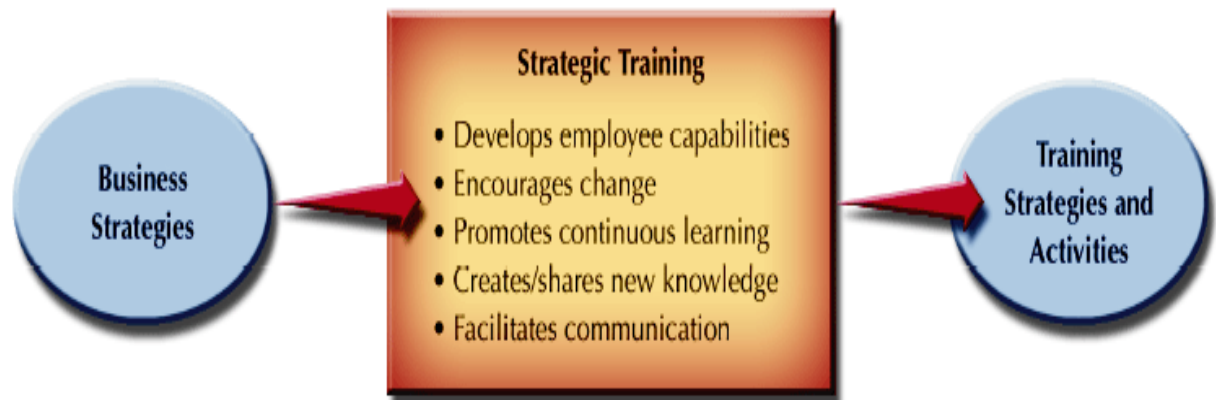 Business
Strategies
Strategic Training
• Develops employee capabilities
• Encourages change
• Promotes continuous learning
• Creates/shares new knowledge
• Facilitates communication
Training
Strategies and
Activities